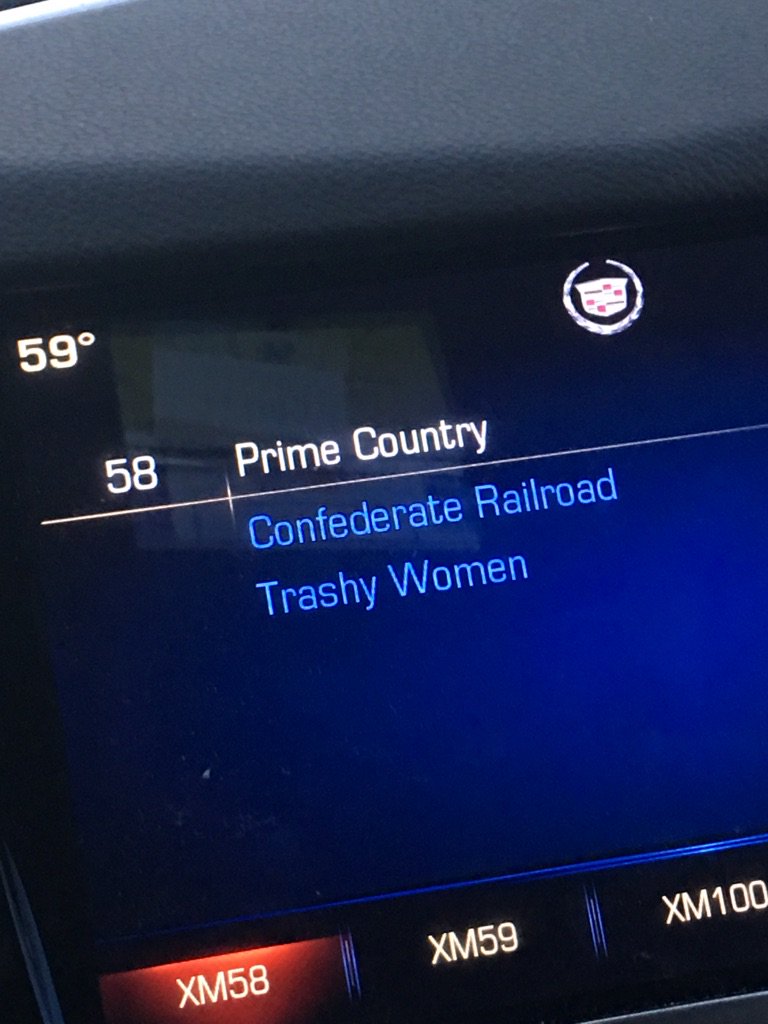 59°
58 Prime Country
Confederate Railroad
Trashy Women
XM58 XM59 XM100